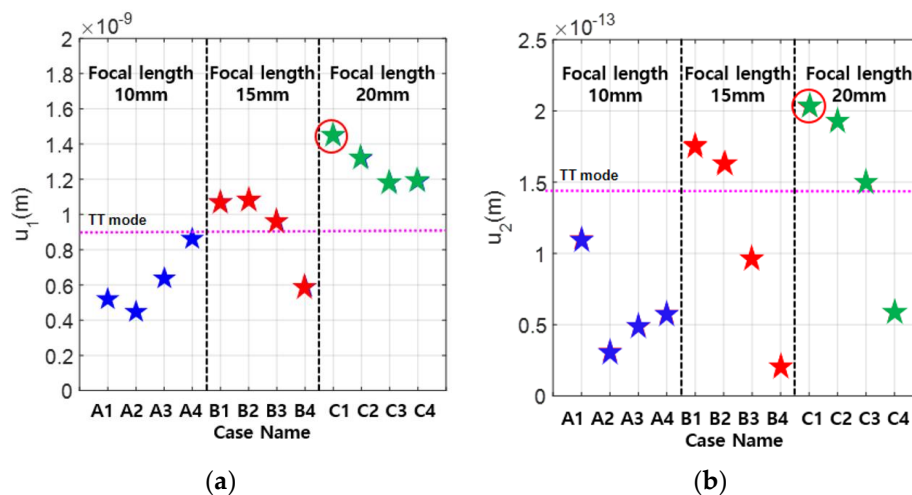 ×10⁻⁹
2
1.8
1.6
1.4
1.2
1
0.8
0.6
0.4
0.2
0
u₁(m)
Focal length
10mm
Focal length
15mm
Focal length
20mm
TT mode
A1 A2 A3 A4 B1 B2 B3 B4 C1 C2 C3 C4
Case Name
(a)
×10⁻¹³
2.5
2
1.5
1
0.5
0
u₂(m)
Focal length
10mm
Focal length
15mm
Focal length
20mm
TT mode
A1 A2 A3 A4 B1 B2 B3 B4 C1 C2 C3 C4
Case Name
(b)